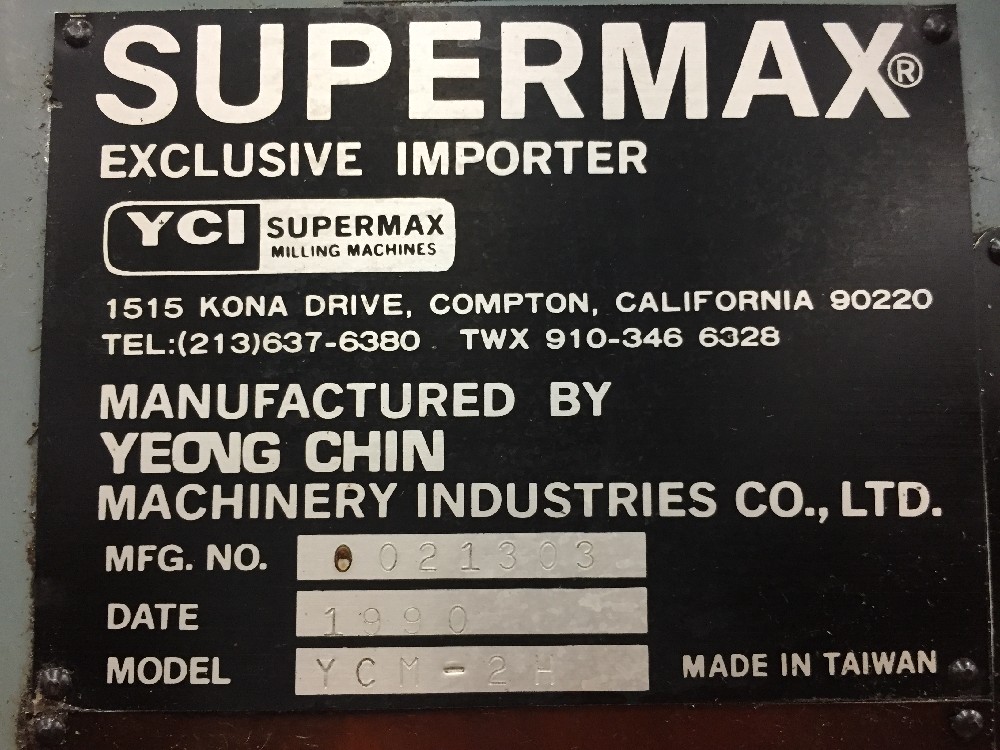 SUPERMAX®
EXCLUSIVE IMPORTER
YCI SUPERMAX
MILLING MACHINES
1515 KONA DRIVE, COMPTON, CALIFORNIA 90220
TEL:(213)637-6380 TWX 910-346 6328
MANUFACTURED BY
YEONG CHIN
MACHINERY INDUSTRIES CO., LTD.
MFG. NO. 0021303
DATE 1990
MODEL YCM-2H MADE IN TAIWAN